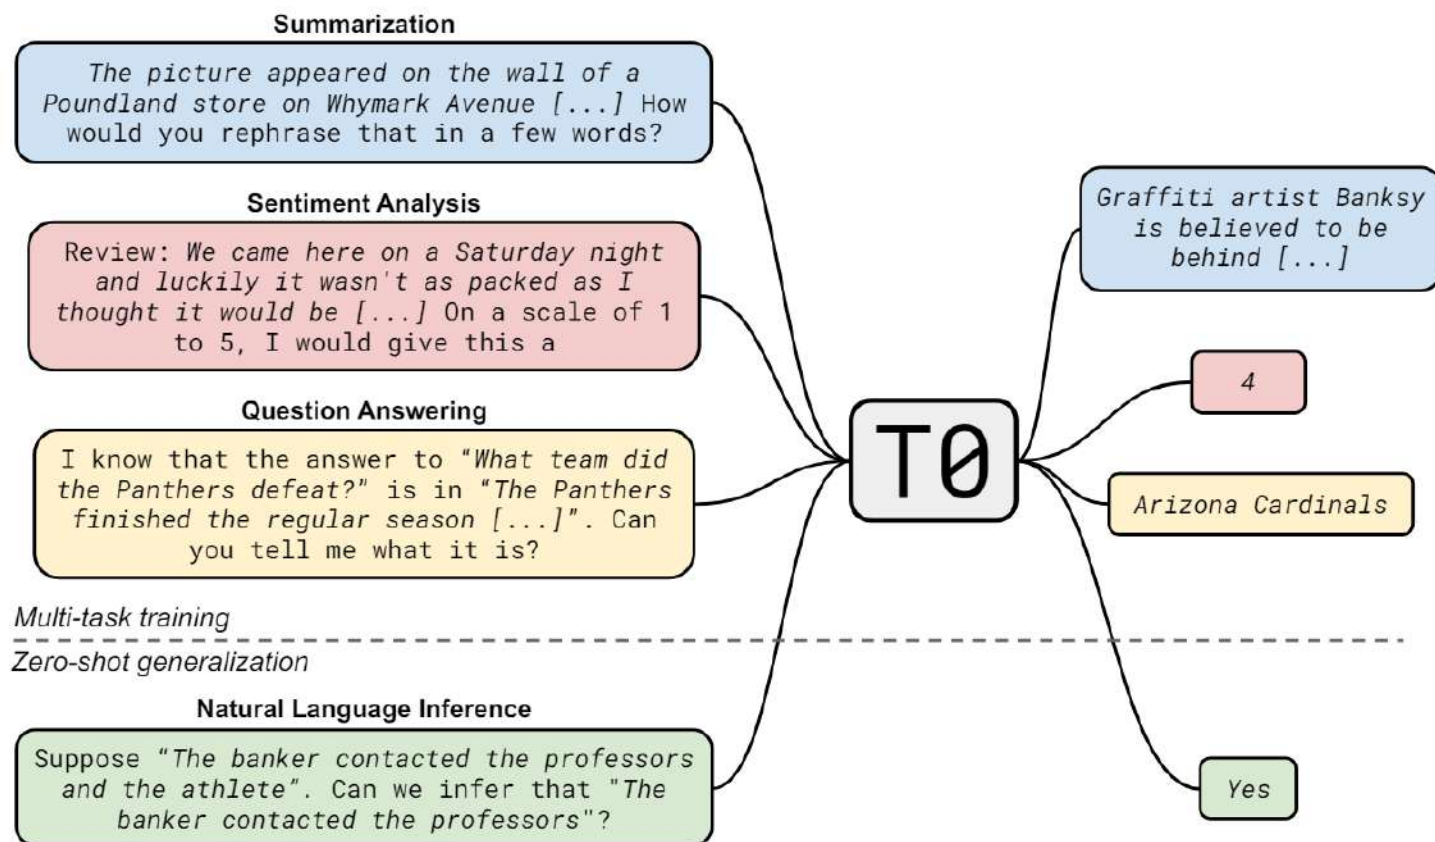 Summarization
The picture appeared on the wall of a
Poundland store on Whymark Avenue [...] How
would you rephrase that in a few words?
Sentiment Analysis
Review: We came here on a Saturday night
and luckily it wasn't as packed as I
thought it would be [...] On a scale of 1
to 5, I would give this a
Question Answering
I know that the answer to “What team did
the Panthers defeat?” is in “The Panthers
finished the regular season [...]”. Can
you tell me what it is?
Multi-task training
Zero-shot generalization
Natural Language Inference
Suppose “The banker contacted the professors
and the athlete”. Can we infer that "The
banker contacted the professors"?
T0
Graffiti artist Banksy
is believed to be
behind [...]
4
Arizona Cardinals
Yes